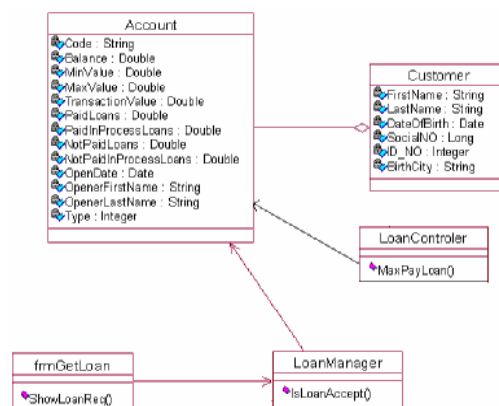 Account
Code : String
Balance : Double
MinValue : Double
MaxValue : Double
TransactionValue : Double
PaidLoans : Double
PaidInProcessLoans : Double
NotPaidLoans : Double
NotPaidInProcessLoans : Double
OpenDate : Date
OpenerFirstName : String
OpenerLastName : String
Type : Integer
Customer
FirstName : String
LastName : String
DateOfBirth : Date
SocialNO : Long
ID_NO : Integer
BirthCity : String
LoanControler
MaxPayLoan()
frmGetLoan
ShowLoanReq()
LoanManager
IsLoanAccept()